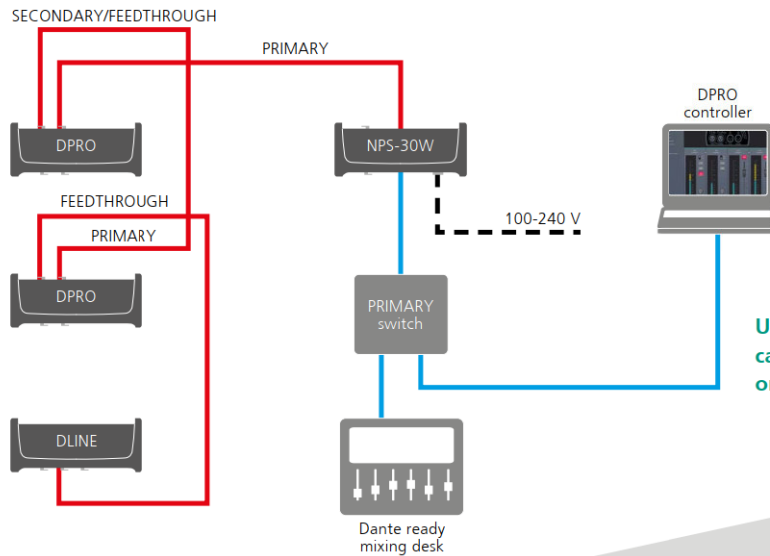 SECONDARY/FEEDTHROUGH
PRIMARY
DPRO
NPS-30W
DPRO
controller
FEEDTHROUGH
PRIMARY
100-240 V
DPRO
PRIMARY
switch
DLINE
Dante ready
mixing desk